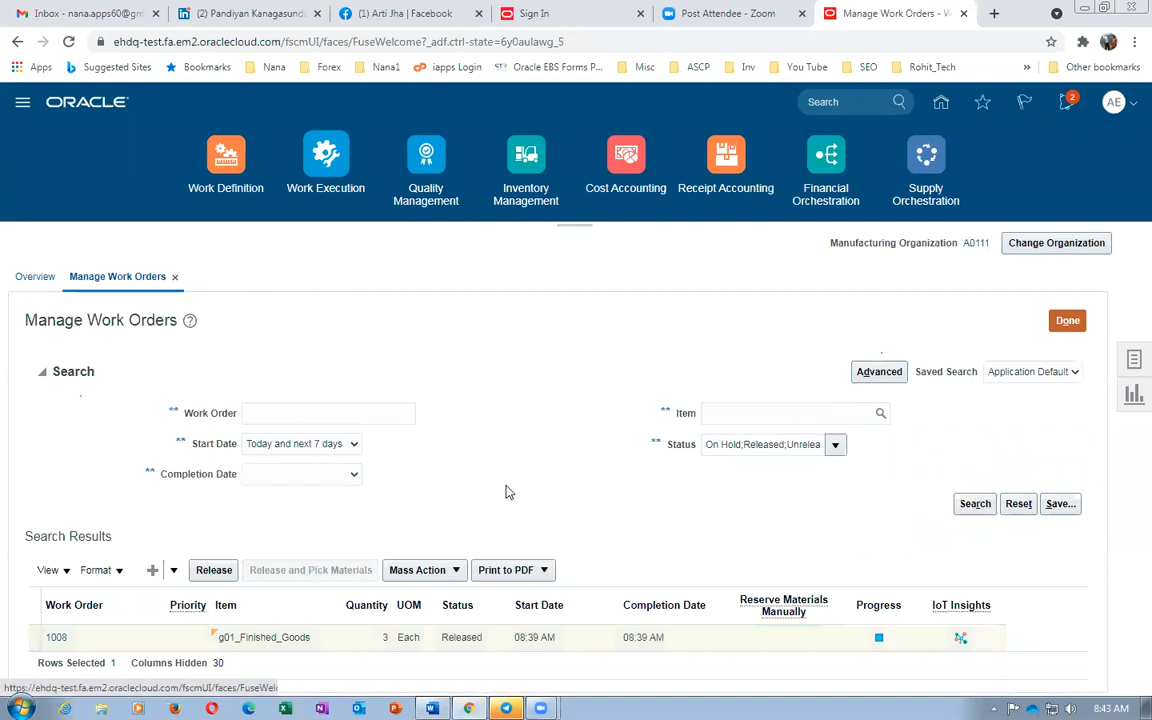 Inbox - nana.apps60@gm
(2) Pandiyan Kanagasund
(1) Arti Jha | Facebook
Sign In
Post Attendee - Zoom
Manage Work Orders - W
ehdq-test.fa.em2.oraclecloud.com/fscmUI/faces/FuseWelcome?_adf.ctrl-state=6y0aulawg_5
Apps
Suggested Sites
Bookmarks
Nana
Forex
Nana1
iapps Login
Oracle EBS Forms P...
Misc
ASCP
Inv
You Tube
SEO
Rohit_Tech
»
Other bookmarks
ORACLE
Search
2
AE
Work Definition
Work Execution
Quality Management
Inventory Management
Cost Accounting
Receipt Accounting
Financial Orchestration
Supply Orchestration
Manufacturing Organization A0111
Change Organization
Overview
Manage Work Orders
Manage Work Orders
Done
Search
Advanced
Saved Search
Application Default
** Work Order
** Item
** Start Date
Today and next 7 days
** Status
On Hold;Released;Unrelea
** Completion Date
Search
Reset
Save...
Search Results
View
Format
Release
Release and Pick Materials
Mass Action
Print to PDF
Work Order
Priority
Item
Quantity
UOM
Status
Start Date
Completion Date
Reserve Materials Manually
Progress
IoT Insights
1008
g01_Finished_Goods
3
Each
Released
08:39 AM
08:39 AM
Rows Selected 1
Columns Hidden 30
https://ehdq-test.fa.em2.oraclecloud.com/fscmUI/faces/FuseWelc
8:43 AM